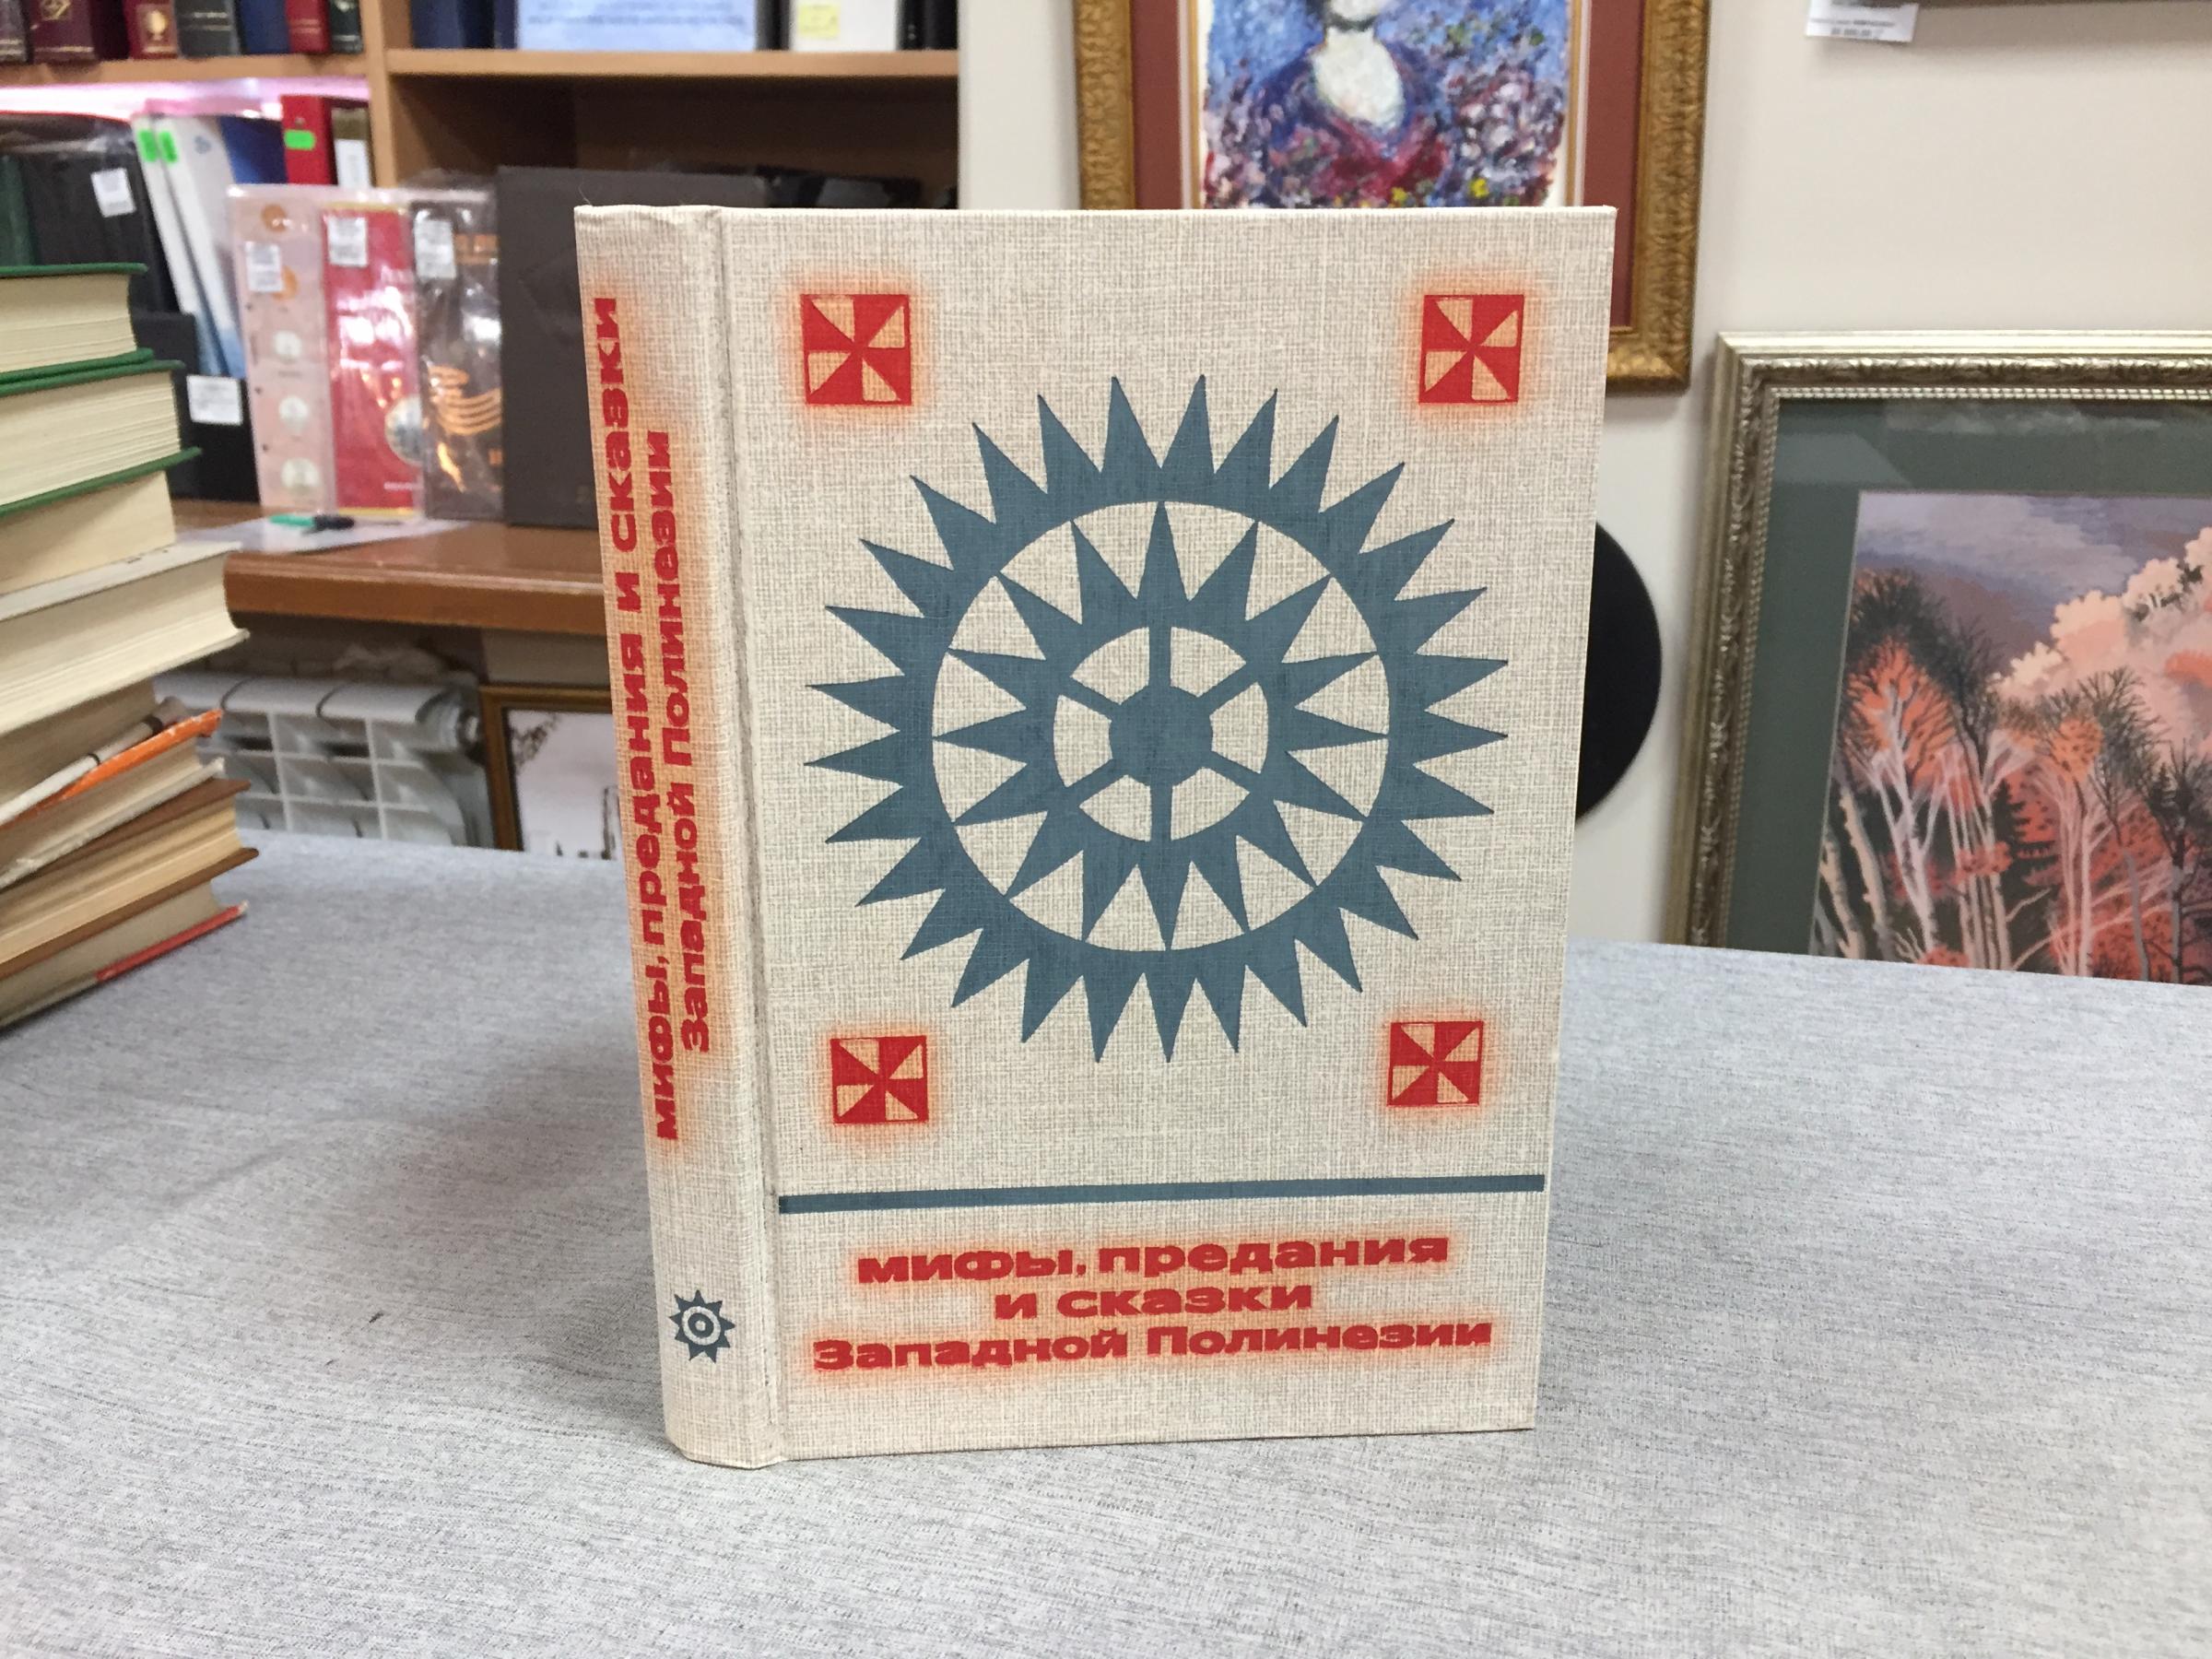 мифы, предания и сказки
Западной Полинезии
мифы, предания
и сказки
Западной Полинезии